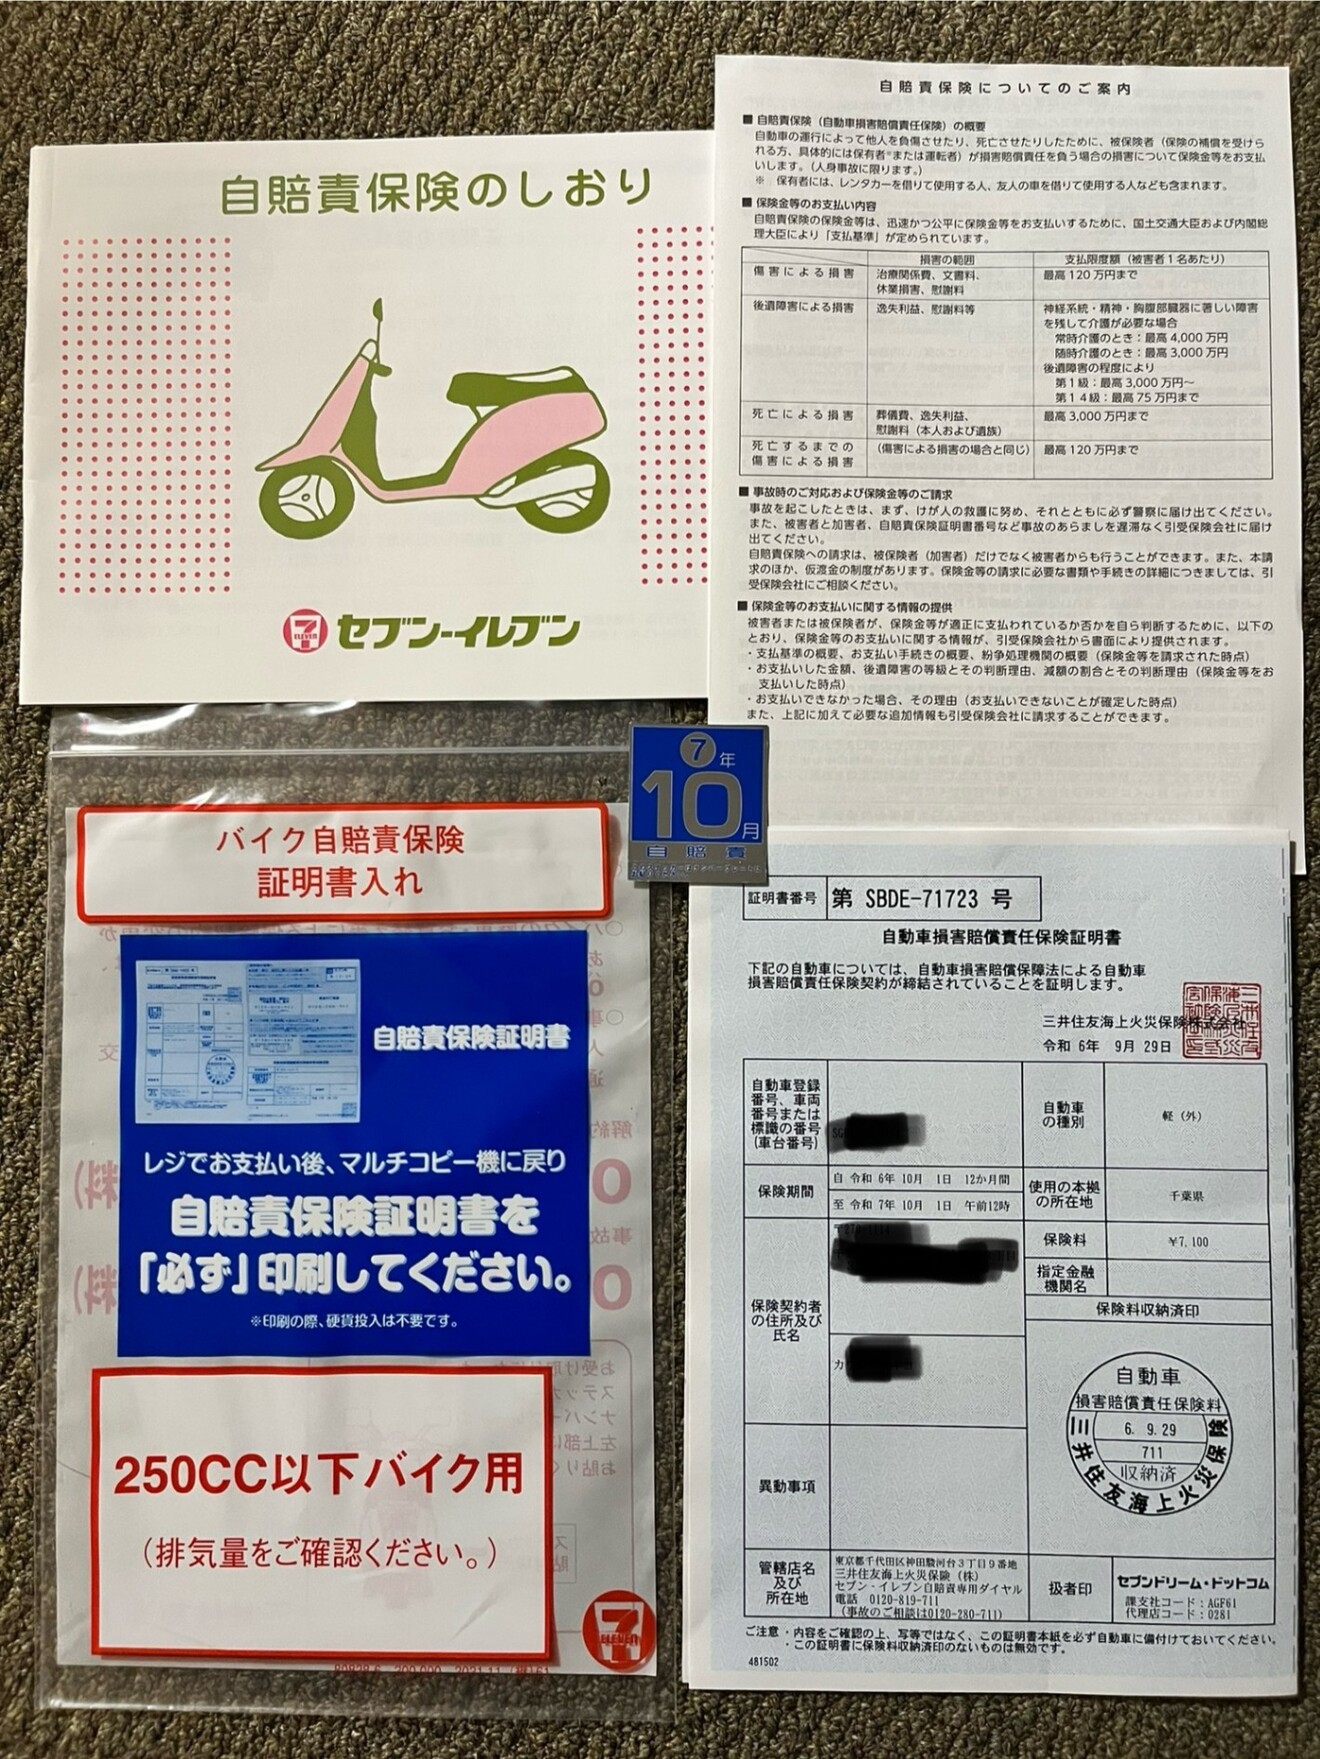 自賠責保険のしおり
7
ELEVEN
セブン-イレブン
自賠責保険についてのご案内
■ 自賠責保険（自動車損害賠償責任保険）の概要
自動車の運行によって他人を負傷させたり、死亡させたりしたために、被保険者（保険の補償を受けら
れる方、具体的には保有者※または運転者）が損害賠償責任を負う場合の損害について保険金等をお支払
いします。（人身事故に限ります。）
※ 保有者には、レンタカーを借りて使用する人、友人の車を借りて使用する人なども含まれます。
■ 保険金等のお支払い内容
自賠責保険の保険金等は、迅速かつ公平に保険金等をお支払いするために、国土交通大臣および内閣総
理大臣により「支払基準」が定められています。
損害の範囲 支払限度額（被害者1名あたり）
傷害による損害 治療関係費、文書料、 最高120万円まで
休業損害、慰謝料
後遺障害による損害 逸失利益、慰謝料等 神経系統・精神・胸腹部臓器に著しい障害
を残して介護が必要な場合
常時介護のとき：最高4,000万円
随時介護のとき：最高3,000万円
後遺障害の程度により
第1級：最高3,000万円～
第14級：最高75万円まで
死亡による損害 葬儀費、逸失利益、 最高3,000万円まで
慰謝料（本人および遺族）
死亡するまでの （傷害による損害の場合と同じ） 最高120万円まで
傷害による損害
■ 事故時のご対応および保険金等のご請求
事故を起こしたときは、まず、けが人の救護に努め、それとともに必ず警察に届け出てください。
また、被害者と加害者、自賠責保険証明書番号など事故のあらましを遅滞なく引受保険会社に届け
出てください。
自賠責保険への請求は、被保険者（加害者）だけでなく被害者からも行うことができます。また、本請
求のほか、仮渡金の制度があります。保険金等の請求に必要な書類や手続きの詳細につきましては、引
受保険会社にご相談ください。
■ 保険金等のお支払いに関する情報の提供
被害者または被保険者が、保険金等が適正に支払われているか否かを自ら判断するために、以下の
とおり、保険金等のお支払いに関する情報が、引受保険会社から書面により提供されます。
・支払基準の概要、お支払い手続きの概要、紛争処理機関の概要（保険金等を請求された時点）
・お支払いした金額、後遺障害の等級とその判断理由、減額の割合とその判断理由（保険金等をお
支払いした時点）
・お支払いできなかった場合、その理由（お支払いできないことが確定した時点）
また、上記に加えて必要な追加情報も引受保険会社に請求することができます。
7年
10月
自賠責
バイク自賠責保険
証明書入れ
自賠責保険証明書
レジでお支払い後、マルチコピー機に戻り
自賠責保険証明書を
「必ず」印刷してください。
※印刷の際、硬貨投入は不要です。
250CC以下バイク用
（排気量をご確認ください。）
7
ELEVEN
証明書番号 第 SBDE-71723 号
自動車損害賠償責任保険証明書
下記の自動車については、自動車損害賠償保障法による自動車
損害賠償責任保険契約が締結されていることを証明します。
三井住友海上火災保険株式会社
令和 6年 9月 29日
自動車登録
番号、車両
番号または
標識の番号
（車台番号）
自動車
の種別
軽（外）
保険期間
自 令和 6年 10月 1日 12か月間
至 令和 7年 10月 1日 午前12時
使用の本拠
の所在地
千葉県
保険料 ¥7,100
指定金融
機関名
保険契約者
の住所及び
氏名
カ
保険料収納済印
自動車
損害賠償責任保険料
6. 9.29
711
収納済
三井住友海上火災保険
異動事項
管轄店名
及び
所在地
東京都千代田区神田駿河台3丁目9番地
三井住友海上火災保険（株）
セブン・イレブン自賠責専用ダイヤル
電話 0120-819-711
（事故のご相談は0120-280-711）
扱者印
セブンドリーム・ドットコム
課支社コード：AGF61
代理店コード：0281
ご注意 ・内容をご確認の上、写等ではなく、この証明書本紙を必ず自動車に備付けておいてください。
・この証明書に保険料収納済印のないものは無効です。
481502